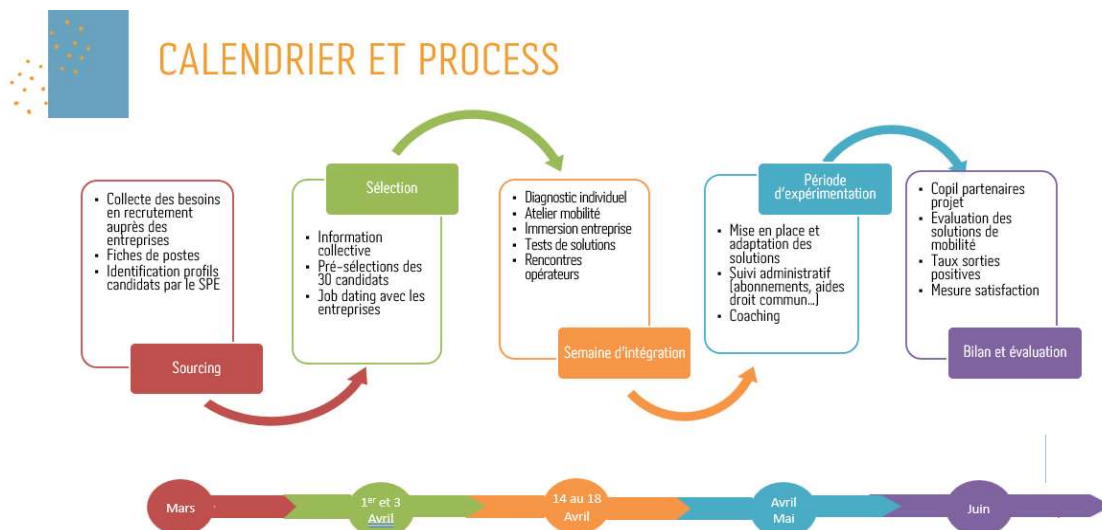 CALENDRIER ET PROCESS
▪ Collecte des besoins
en recrutement
auprès des
entreprises
▪ Fiches de postes
▪ Identification profils
candidats par le SPE
Sourcing
Sélection
▪ Information
collective
▪ Pré-sélections des
30 candidats
▪ Job dating avec les
entreprises
▪ Diagnostic individuel
▪ Atelier mobilité
▪ Immersion entreprise
▪ Tests de solutions
▪ Rencontres
opérateurs
Semaine d'intégration
Période
d'expérimentation
▪ Mise en place et
adaptation des
solutions
▪ Suivi administratif
(abonnements, aides
droit commun...)
▪ Coaching
▪ Copil partenaires
projet
▪ Evaluation des
solutions de
mobilité
▪ Taux sorties
positives
▪ Mesure satisfaction
Bilan et évaluation
Mars
1er et 3
Avril
14 au 18
Avril
Avril
Mai
Juin